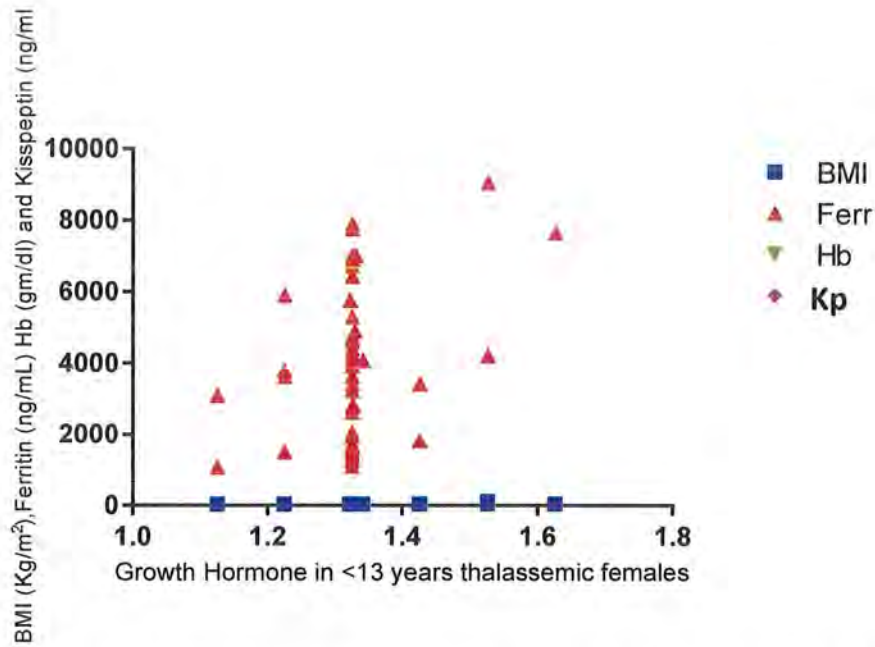 BMI (Kg/m²),Ferritin (ng/mL) Hb (gm/dl) and Kisspeptin (ng/ml
10000
8000
6000
4000
2000
0
1.0 1.2 1.4 1.6 1.8
Growth Hormone in <13 years thalassemic females
BMI
Ferr
Hb
Kp